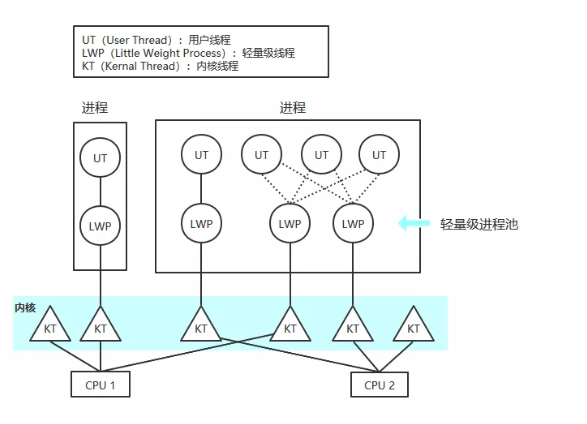 UT（User Thread）：用户线程
LWP（Little Weight Process）：轻量级线程
KT（Kernal Thread）：内核线程
进程
进程
UT
UT
UT
UT
UT
LWP
LWP
LWP
LWP
轻量级进程池
内核
KT
KT
KT
KT
KT
KT
CPU 1
CPU 2